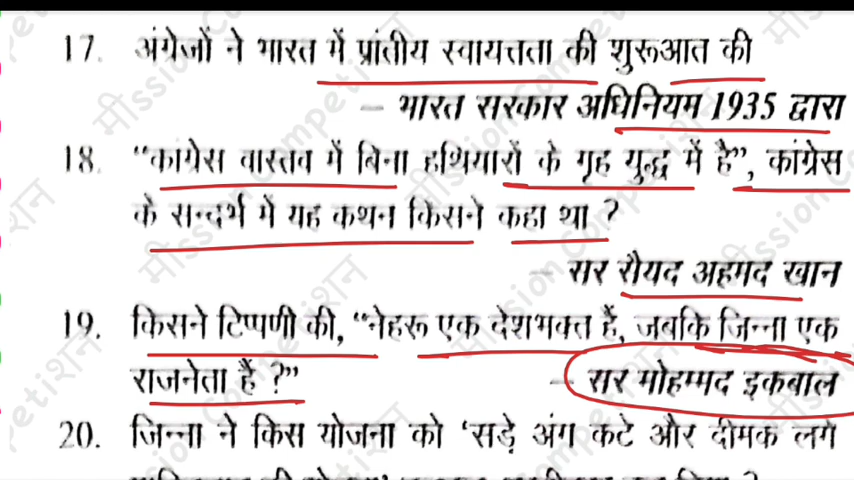 17. अंग्रेजों ने भारत में प्रांतीय स्वायत्तता की शुरूआत की
– भारत सरकार अधिनियम 1935 द्वारा
18. “कांग्रेस वास्तव में बिना हथियारों के गृह युद्ध में है”, कांग्रेस
के सन्दर्भ में यह कथन किसने कहा था ?
– सर सैयद अहमद खान
19. किसने टिप्पणी की, “नेहरू एक देशभक्त हैं, जबकि जिन्ना एक
राजनेता हैं ?”
– सर मोहम्मद इकबाल
20. जिन्ना ने किस योजना को ‘सड़े अंग कटे और दीमक लगे